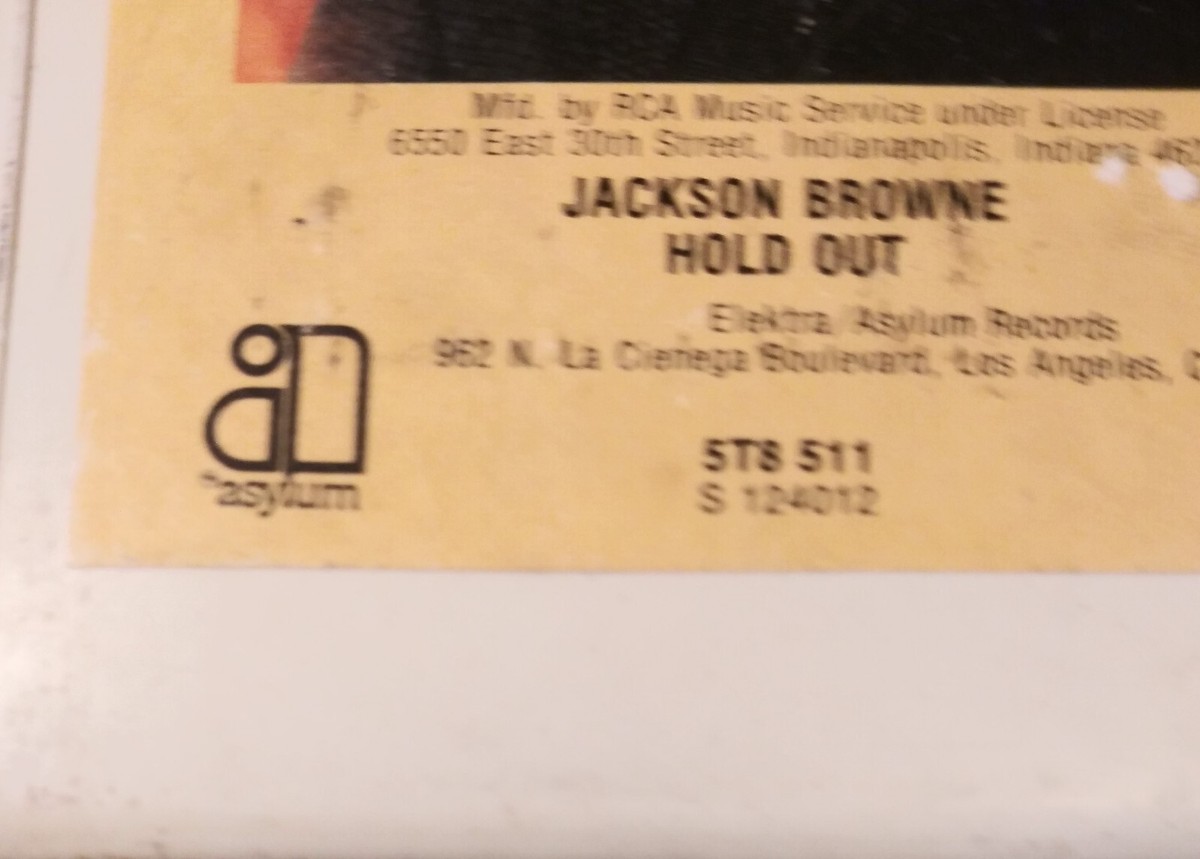 Mfd. by RCA Music Service under License
6550 East 30th Street, Indianapolis, Indiana
JACKSON BROWNE
HOLD OUT
Elektra/Asylum Records
962 N. La Cienega Boulevard, Los Angeles,
asylum
5T8 511
S 124012